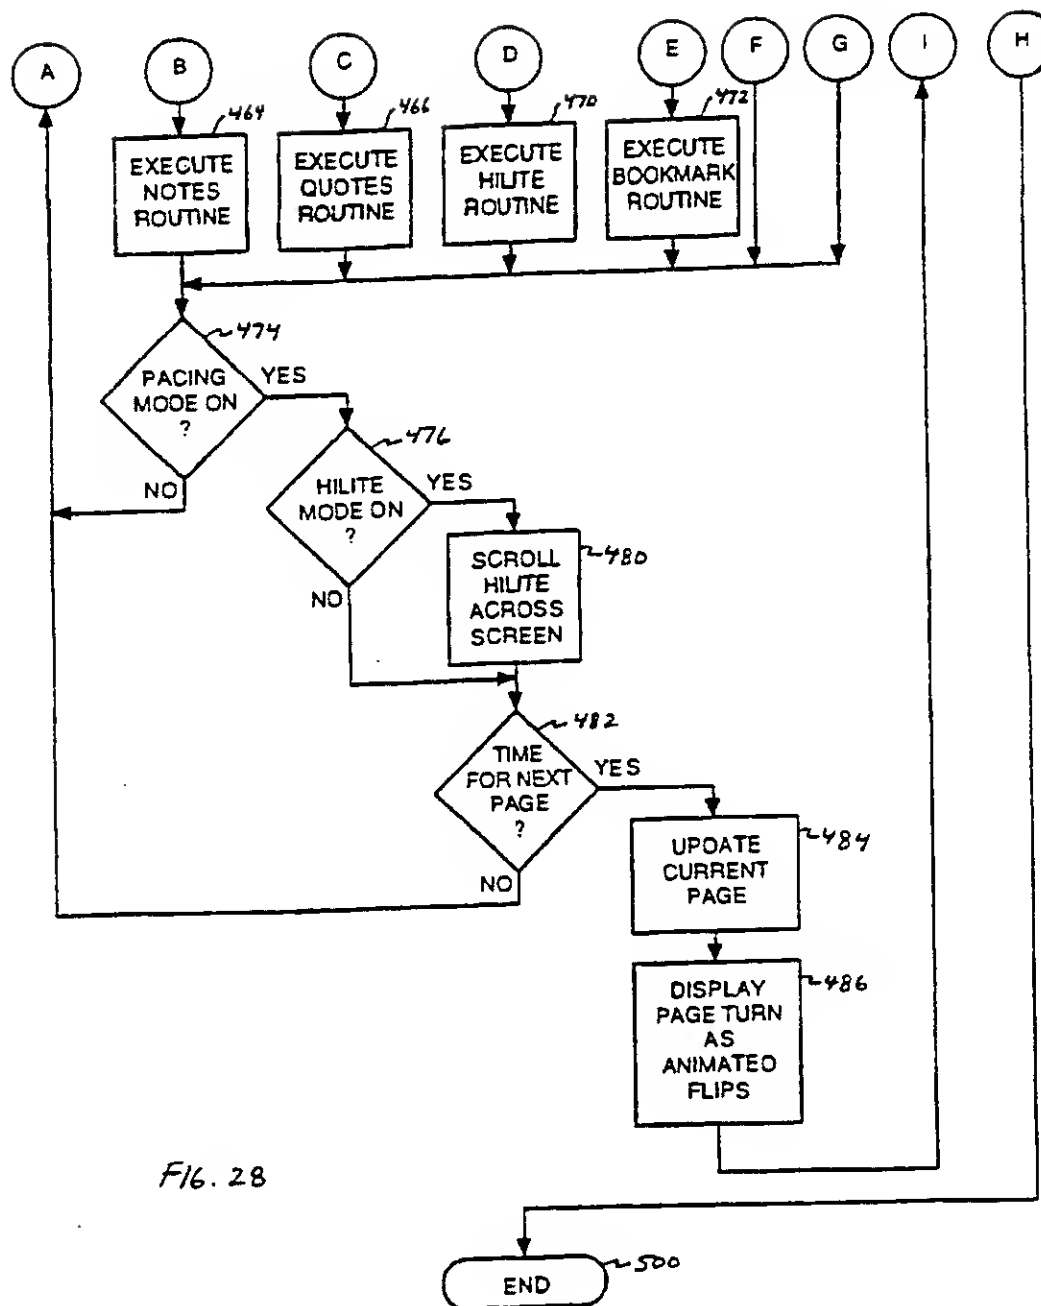 A
B
C
D
E
F
G
I
H
464
466
470
472
EXECUTE
NOTES
ROUTINE
EXECUTE
QUOTES
ROUTINE
EXECUTE
HILITE
ROUTINE
EXECUTE
BOOKMARK
ROUTINE
474
PACING
MODE ON
?
YES
NO
476
HILITE
MODE ON
?
YES
NO
480
SCROLL
HILITE
ACROSS
SCREEN
482
TIME
FOR NEXT
PAGE
?
YES
NO
484
UPDATE
CURRENT
PAGE
486
DISPLAY
PAGE TURN
AS
ANIMATED
FLIPS
FIG. 28
500
END